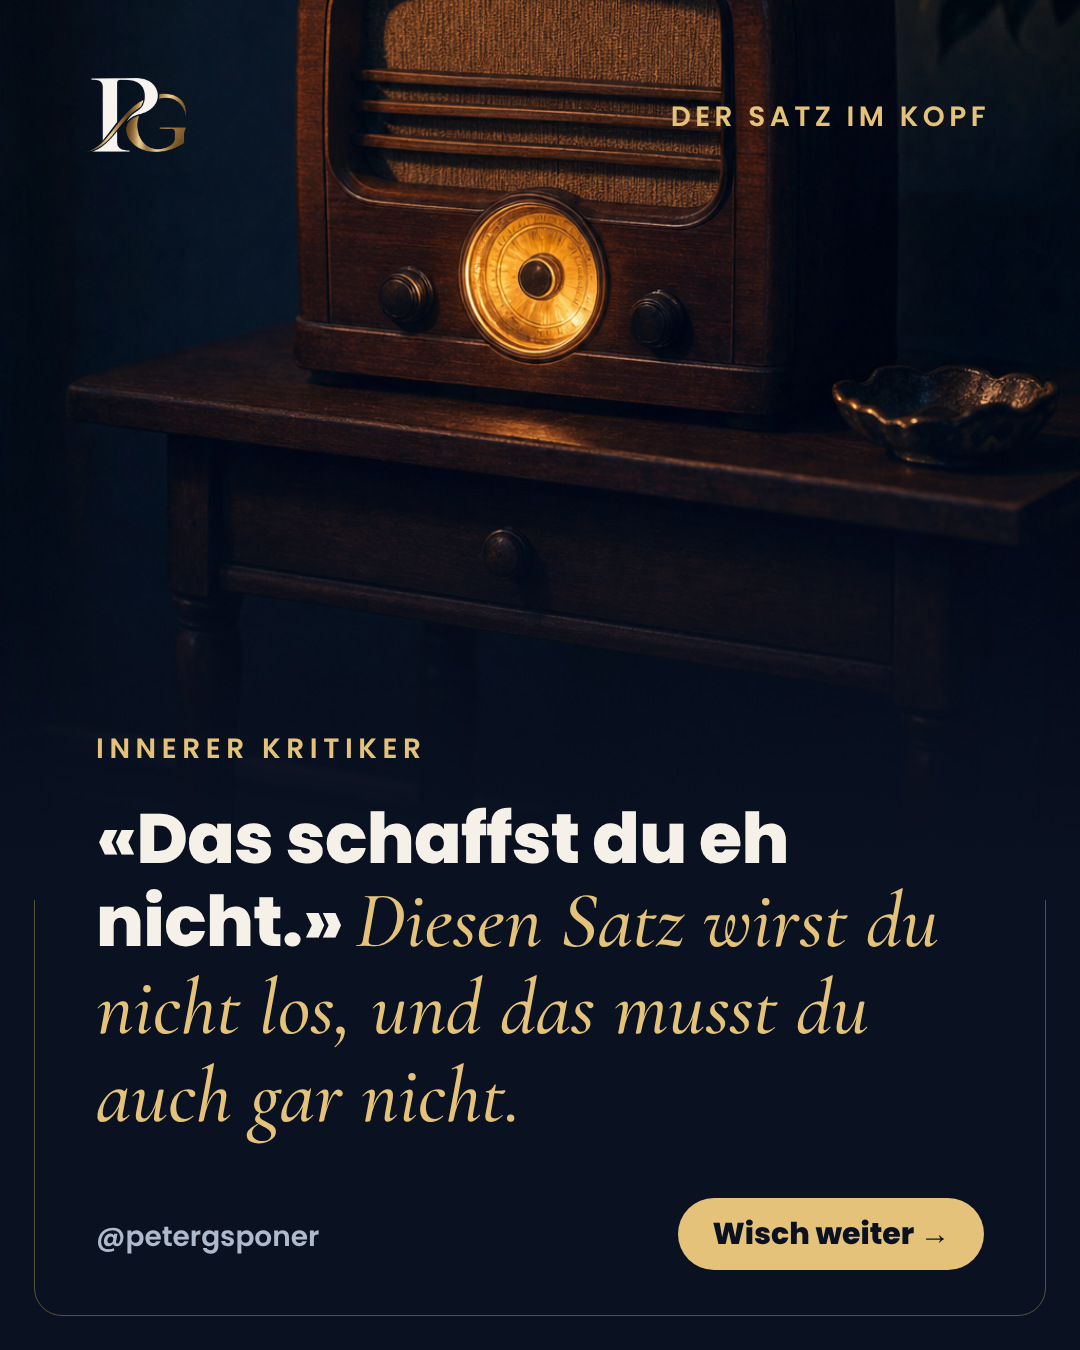 PG
DER SATZ IM KOPF
INNERER KRITIKER
«Das schaffst du eh
nicht.» Diesen Satz wirst du
nicht los, und das musst du
auch gar nicht.
@petergsponer
Wisch weiter →